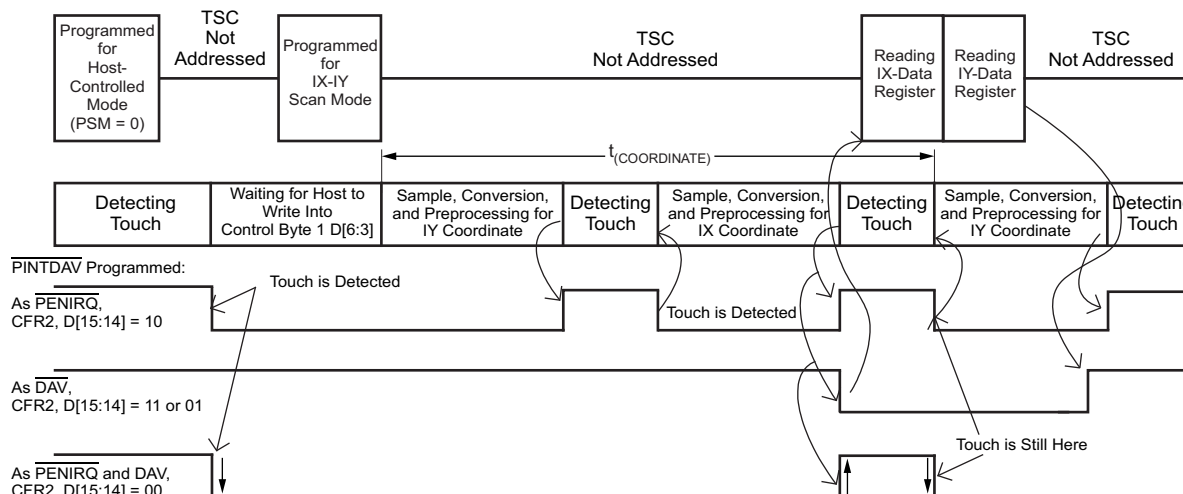 Programmed
for
Host-
Controlled
Mode
(PSM = 0)
TSC
Not
Addressed
Programmed
for
IX-IY
Scan Mode
TSC
Not Addressed
Reading
IX-Data
Register
Reading
IY-Data
Register
TSC
Not Addressed
t(COORDINATE)
Detecting
Touch
Waiting for Host to
Write Into
Control Byte 1 D[6:3]
Sample, Conversion,
and Preprocessing for
IY Coordinate
Detecting
Touch
Sample, Conversion,
and Preprocessing for
IX Coordinate
Detecting
Touch
Sample, Conversion,
and Preprocessing for
IY Coordinate
Detecting
Touch
PINTDAV Programmed:
Touch is Detected
As PENIRQ,
CFR2, D[15:14] = 10
Touch is Detected
As DAV,
CFR2, D[15:14] = 11 or 01
Touch is Still Here
As PENIRQ and DAV,
CFR2, D[15:14] = 00